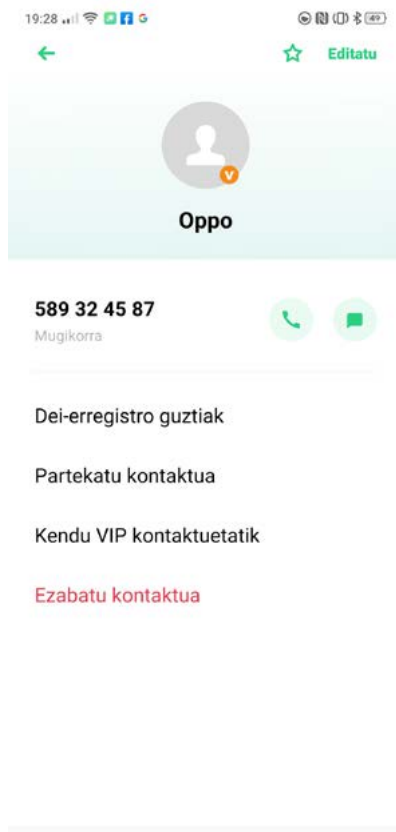 19:28
49
Editatu
V
Oppo
589 32 45 87
Mugikorra
Dei-erregistro guztiak
Partekatu kontaktua
Kendu VIP kontaktuetatik
Ezabatu kontaktua